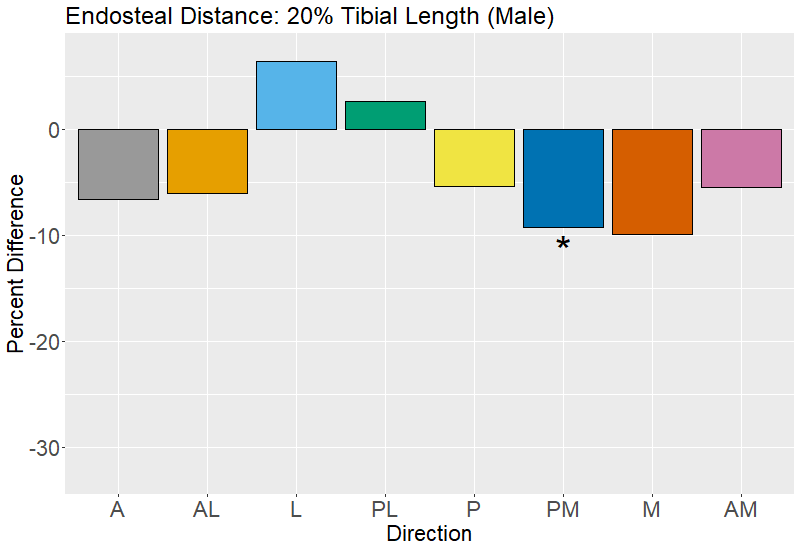 Endosteal Distance: 20% Tibial Length (Male)
Percent Difference
0
-10
-20
-30
*
A AL L PL P PM M AM
Direction